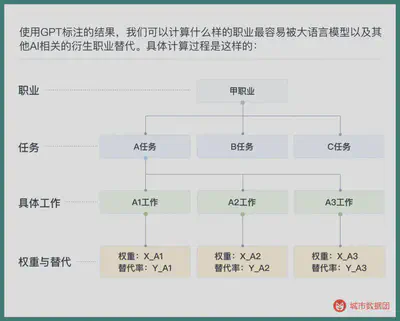 使用GPT标注的结果，我们可以计算什么样的职业最容易被大语言模型以及其
他AI相关的衍生职业替代。具体计算过程是这样的：
职业
甲职业
任务
A任务
B任务
C任务
具体工作
A1工作
A2工作
A3工作
权重与替代
权重：X_A1
替代率：Y_A1
权重：X_A2
替代率：Y_A2
权重：X_A3
替代率：Y_A3
城市数据团